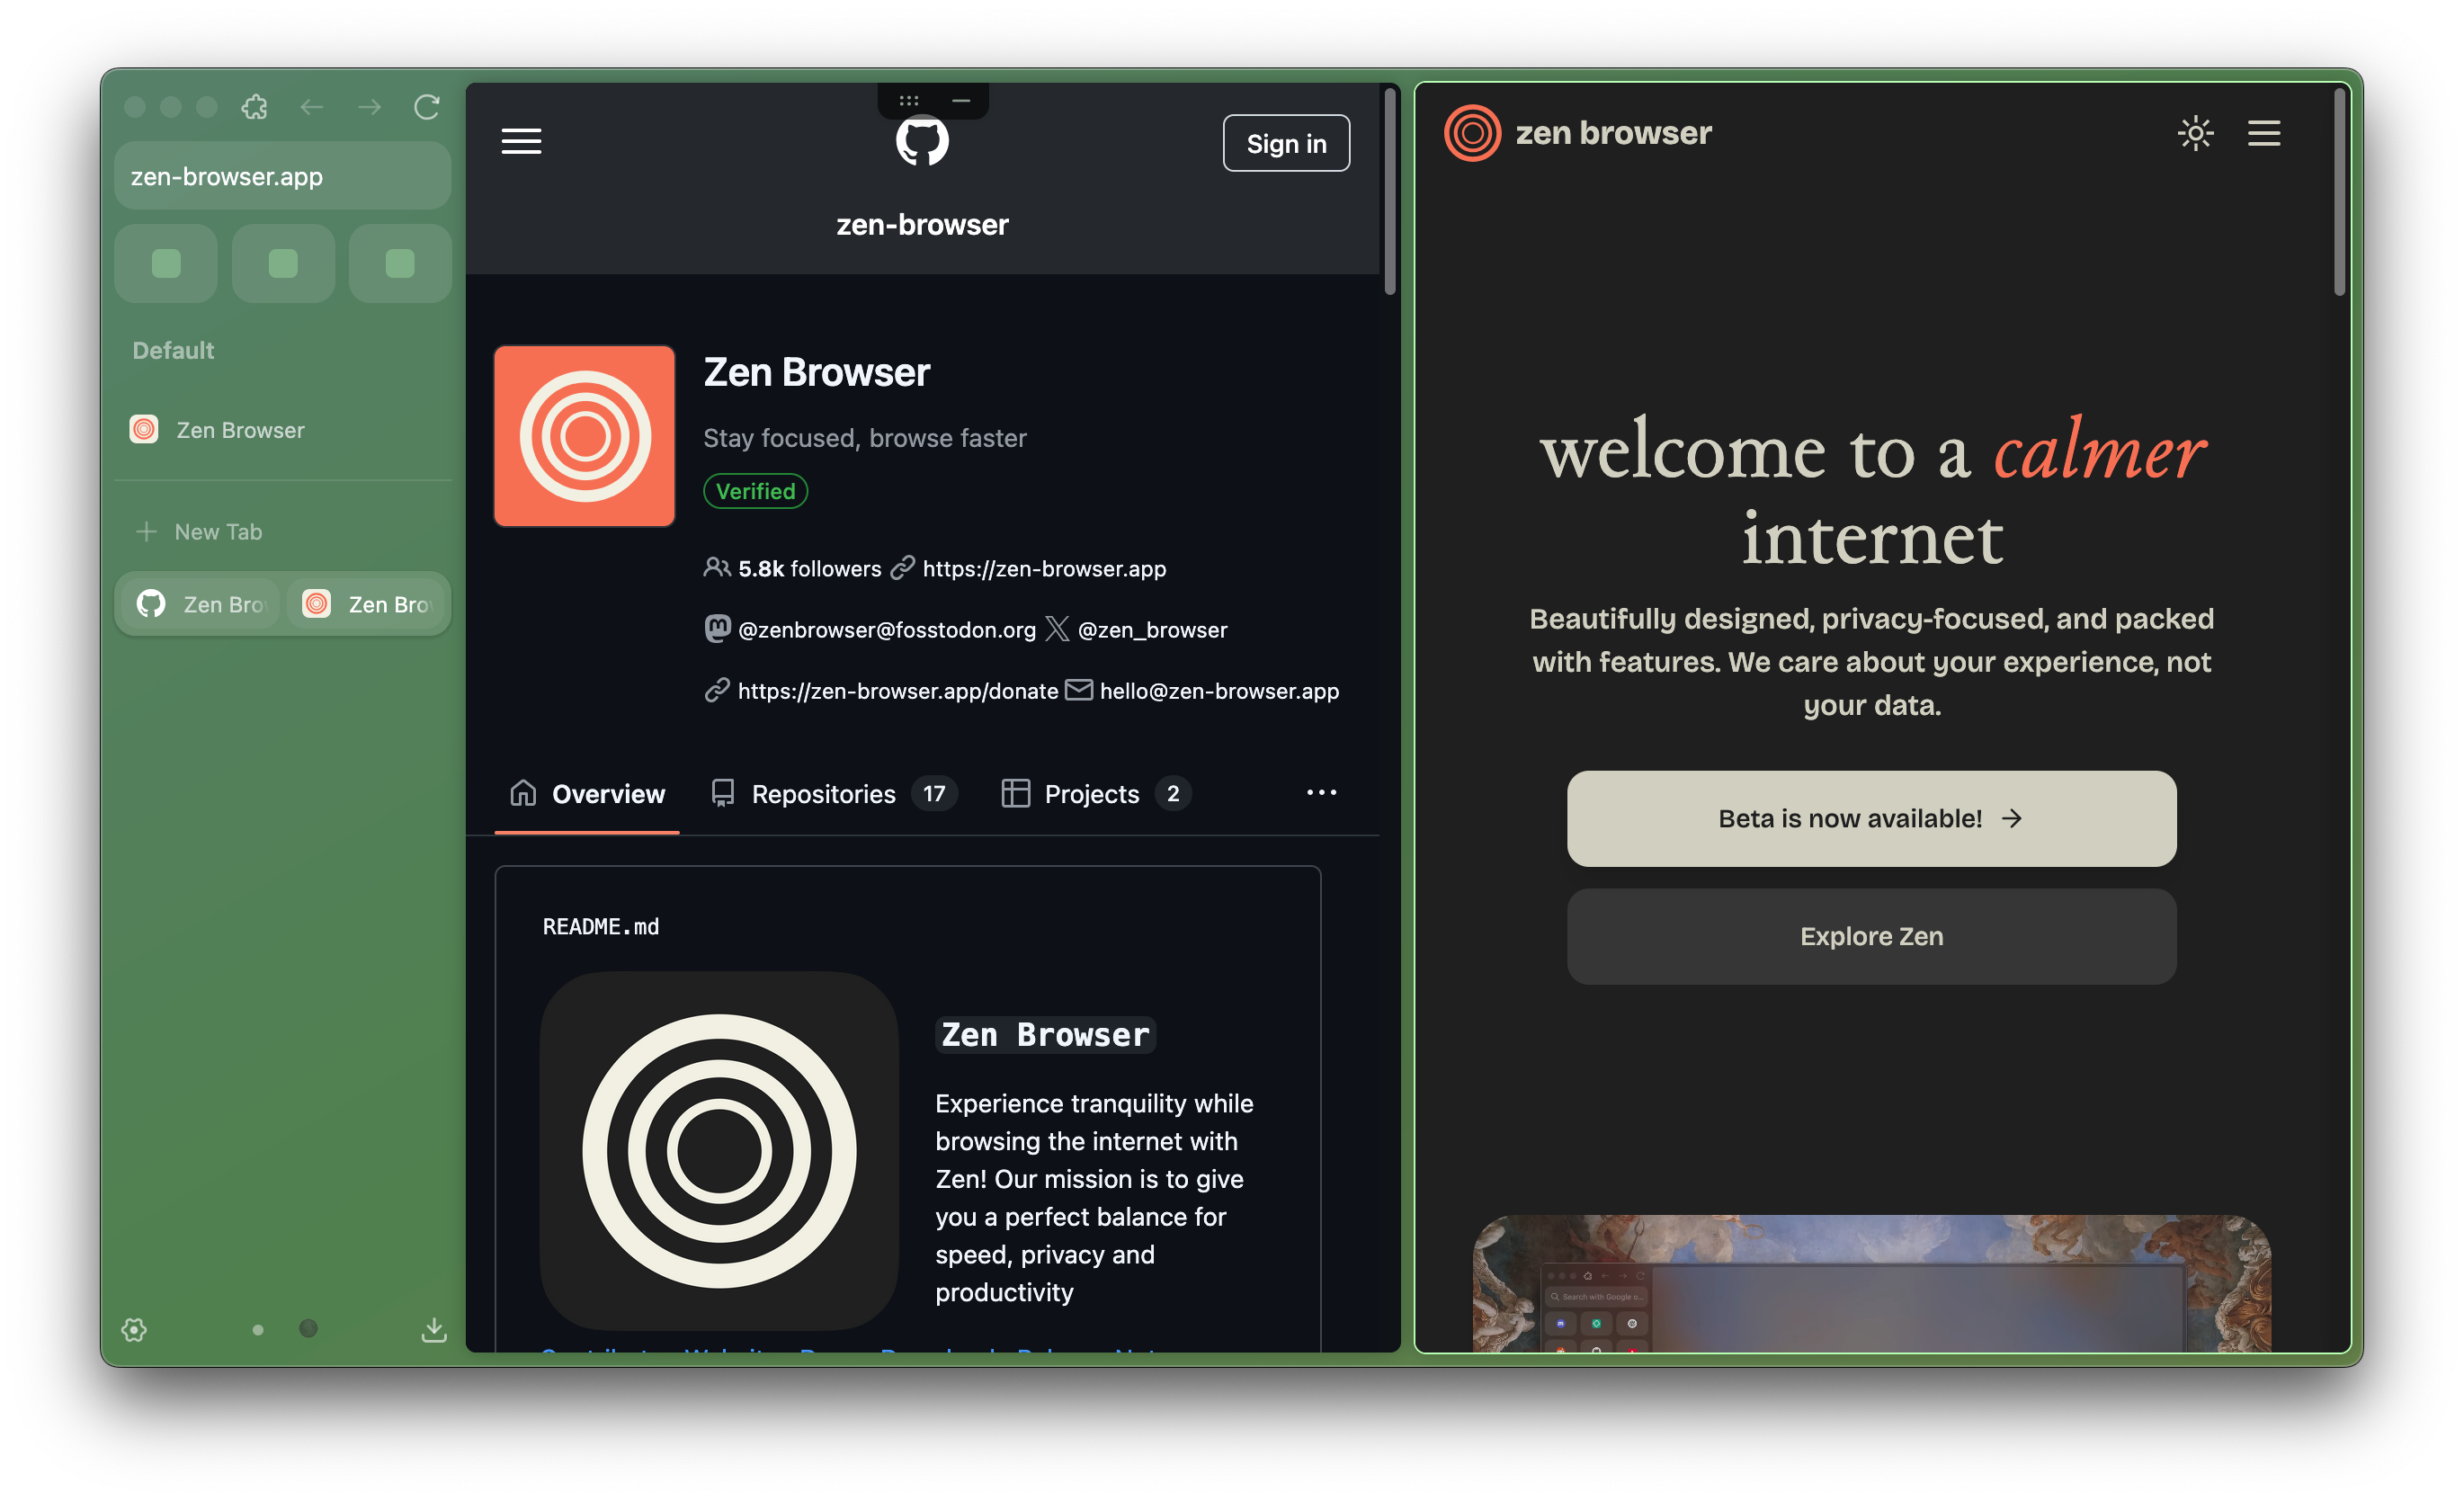 zen-browser.app
Default
Zen Browser
New Tab
Zen Bro
Zen Bro
Sign in
zen-browser
Zen Browser
Stay focused, browse faster
Verified
5.8k followers https://zen-browser.app
@zenbrowser@fosstodon.org @zen_browser
https://zen-browser.app/donate hello@zen-browser.app
Overview Repositories 17 Projects 2
README.md
Zen Browser
Experience tranquility while
browsing the internet with
Zen! Our mission is to give
you a perfect balance for
speed, privacy and
productivity
zen browser
welcome to a calmer
internet
Beautifully designed, privacy-focused, and packed
with features. We care about your experience, not
your data.
Beta is now available!
Explore Zen
Search with Google o...